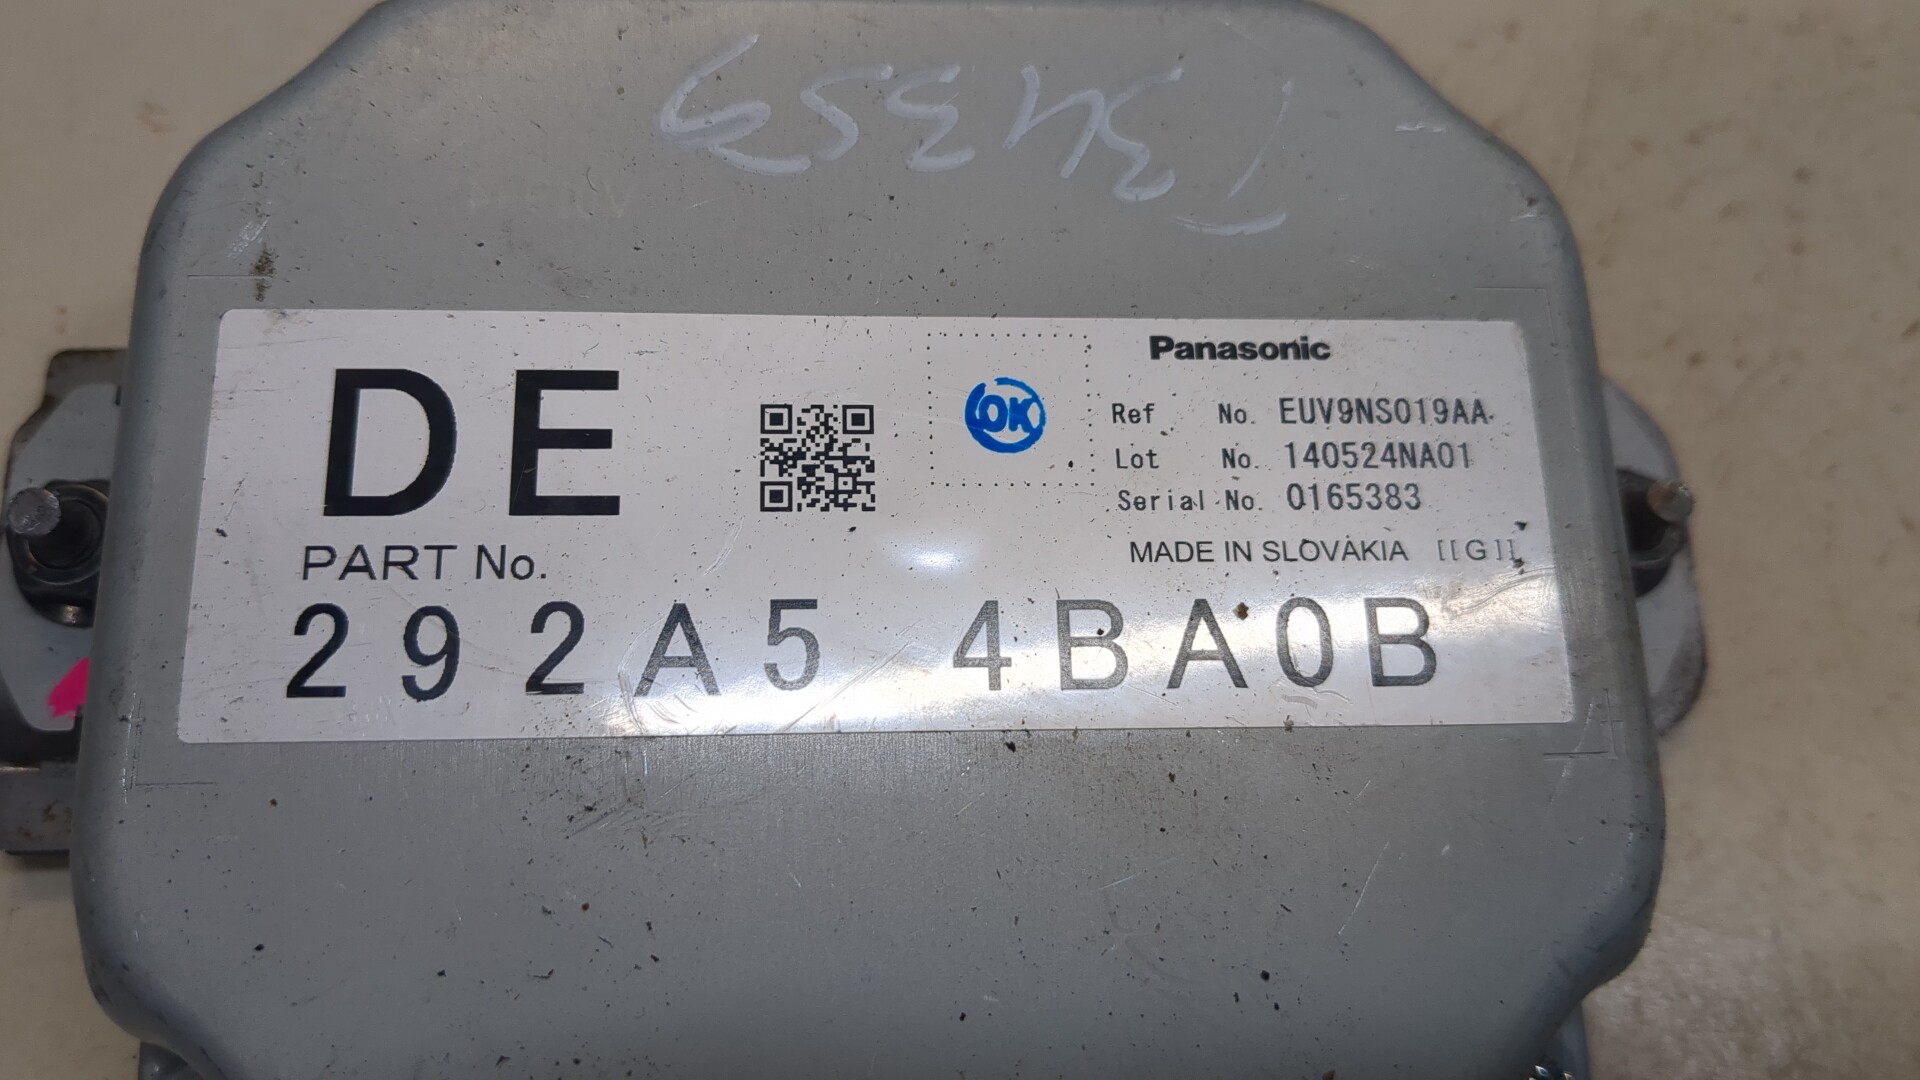 T34359
DE
OK
Panasonic
Ref No. EUV9NS019AA
Lot No. 140524NA01
Serial No. 0165383
MADE IN SLOVAKIA [[G]]
PART No.
292A5 4BA0B